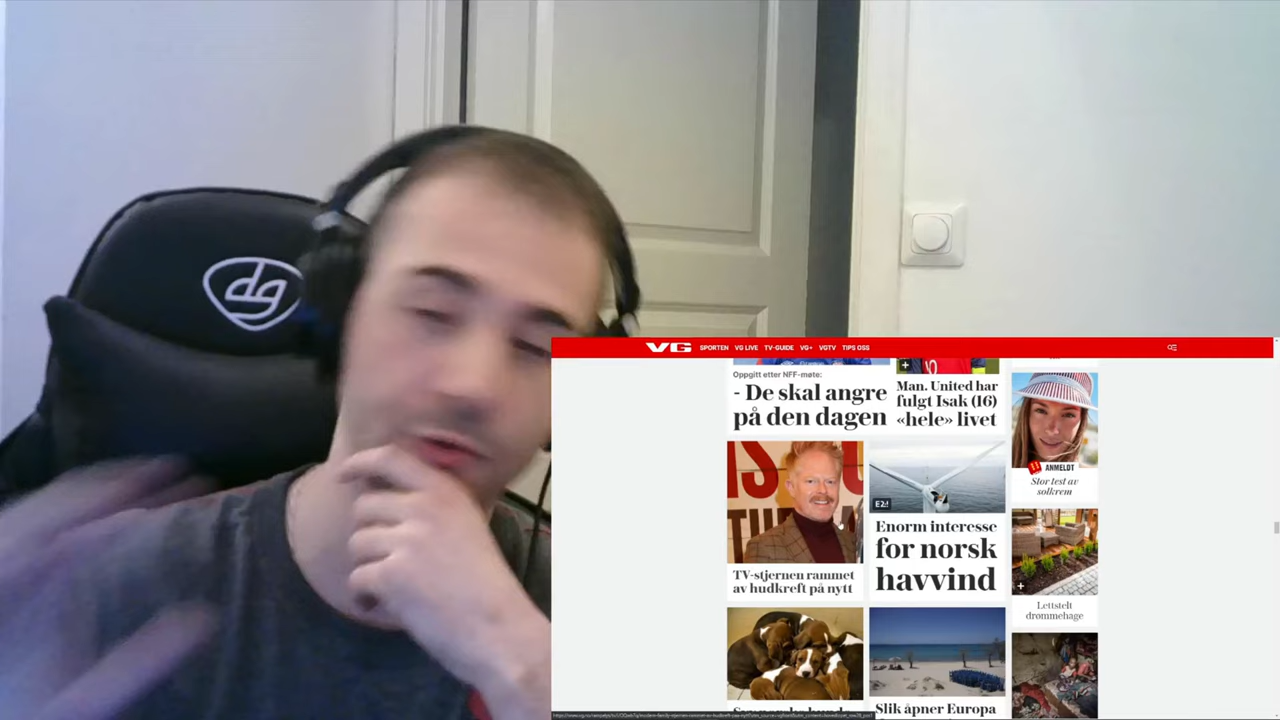 dg
VG SPORTEN VG LIVE TV-GUIDE VG+ VGTV TIPS OSS
Oppgitt etter NFF-møte:
- De skal angre
på den dagen
Man. United har
fulgt Isak (16)
«hele» livet
ANMELDT
Stor test av
solkrem
TV-stjernen rammet
av hudkreft på nytt
E24
Enorm interesse
for norsk
havvind
Lettstelt
drømmehage
Slik åpner Europa